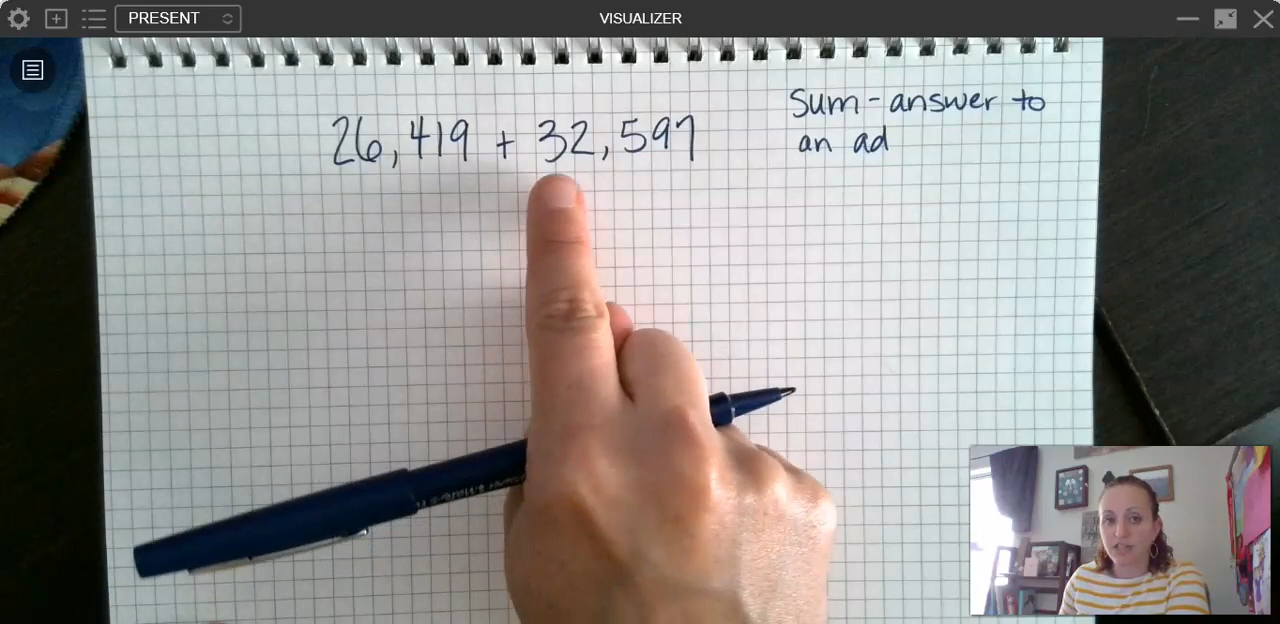 PRESENT
VISUALIZER
26,419 + 32,597
Sum - answer to
an ad